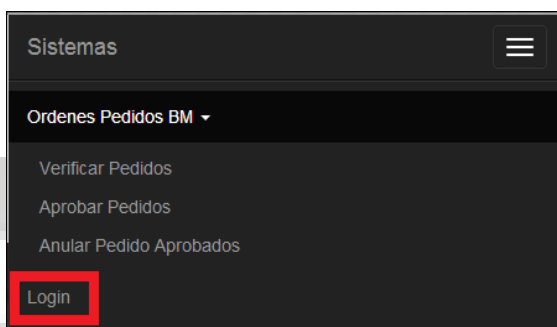 Sistemas
Ordenes Pedidos BM
Verificar Pedidos
Aprobar Pedidos
Anular Pedido Aprobados
Login